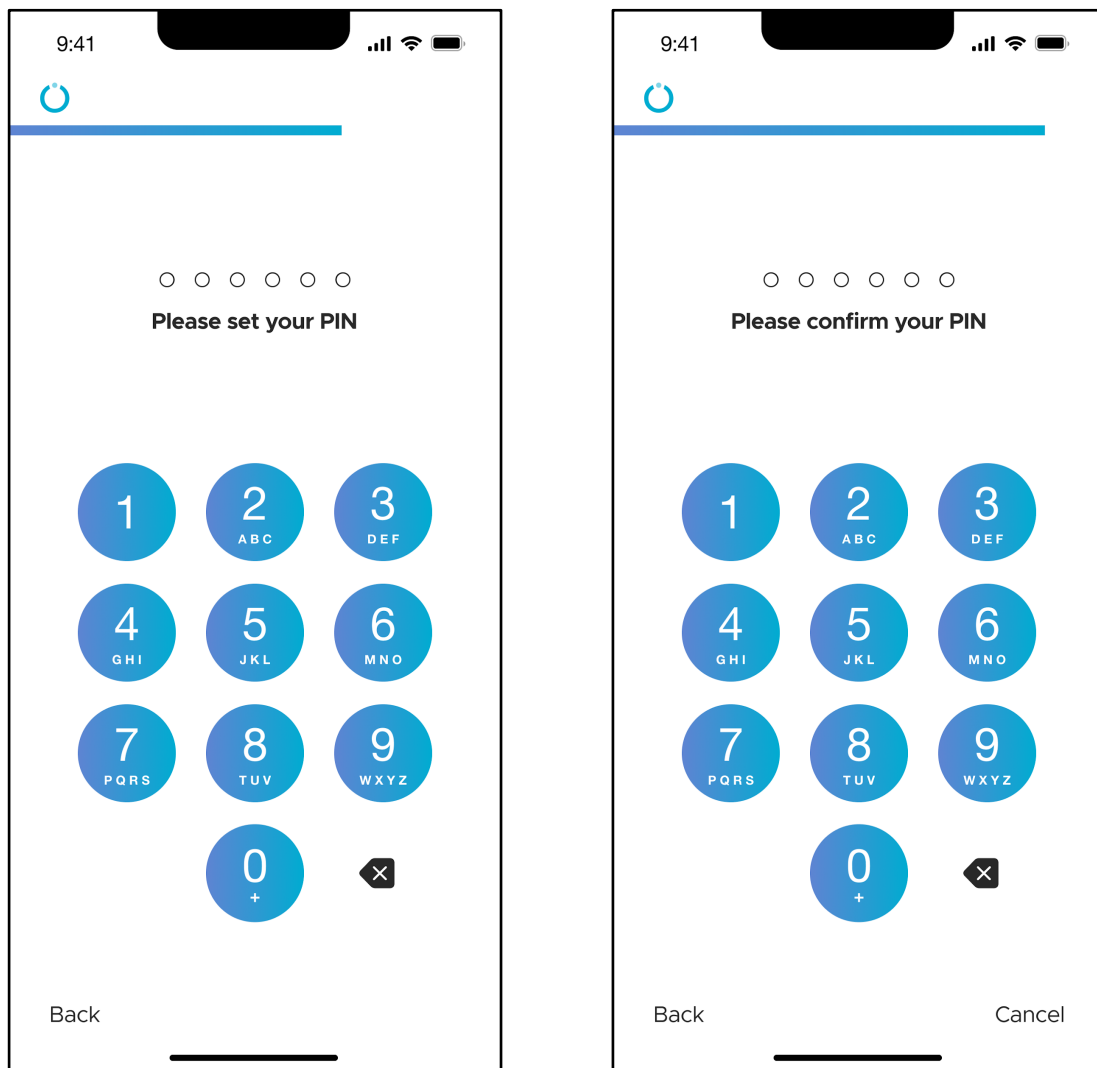 9:41
Please set your PIN
1 2 3
ABC DEF
4 5 6
GHI JKL MNO
7 8 9
PQRS TUV WXYZ
0
+
Back
9:41
Please confirm your PIN
1 2 3
ABC DEF
4 5 6
GHI JKL MNO
7 8 9
PQRS TUV WXYZ
0
+
Back Cancel